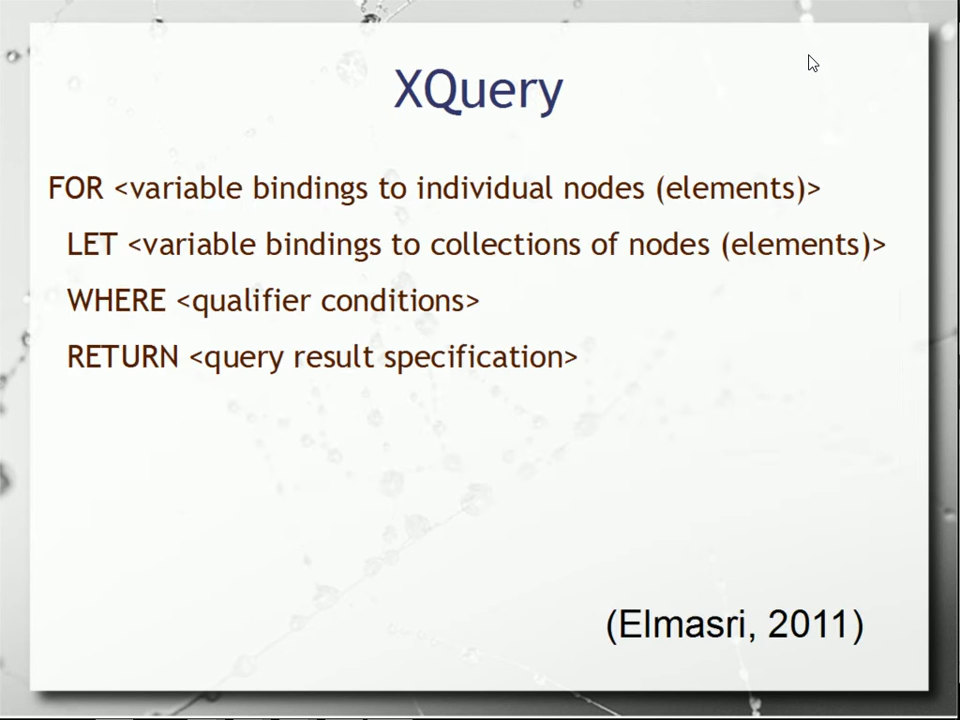 XQuery
FOR <variable bindings to individual nodes (elements)>
LET <variable bindings to collections of nodes (elements)>
WHERE <qualifier conditions>
RETURN <query result specification>
(Elmasri, 2011)